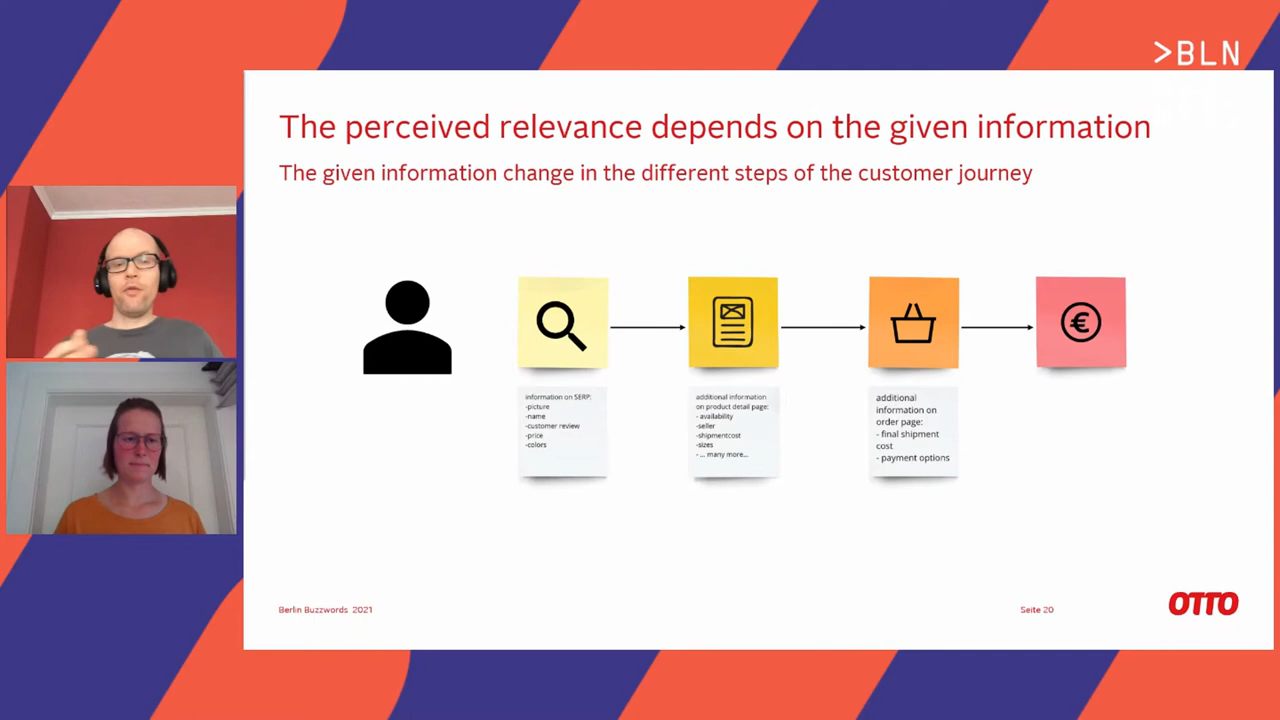 >BLN
The perceived relevance depends on the given information
The given information change in the different steps of the customer journey
€
information on SERP:
-picture
-name
-customer review
-price
-colors
additional information
on product detail page:
- availability
-seller
-shipmentcost
-sizes
- ... many more...
additional
information on
order page:
- final shipment
cost
- payment options
Berlin Buzzwords 2021
Seite 20
OTTO